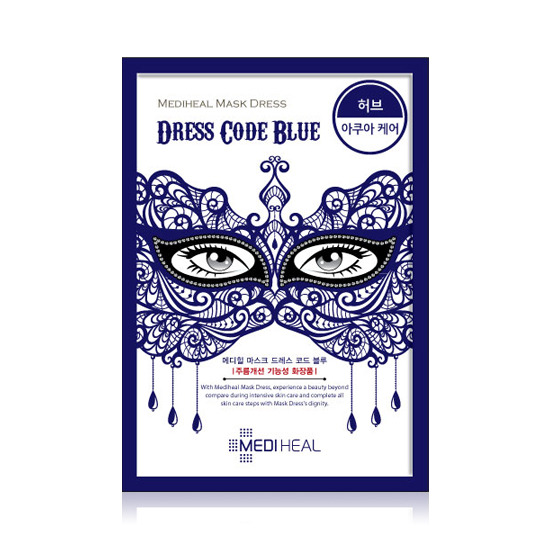 MEDIHEAL MASK DRESS
DRESS CODE BLUE
허브
아쿠아 케어
메디힐 마스크 드레스 코드 블루
|주름개선 기능성 화장품|
With Mediheal Mask Dress, experience a beauty beyond
compare during intensive skin care and complete all
skin care steps with Mask Dress's dignity.
MEDIHEAL